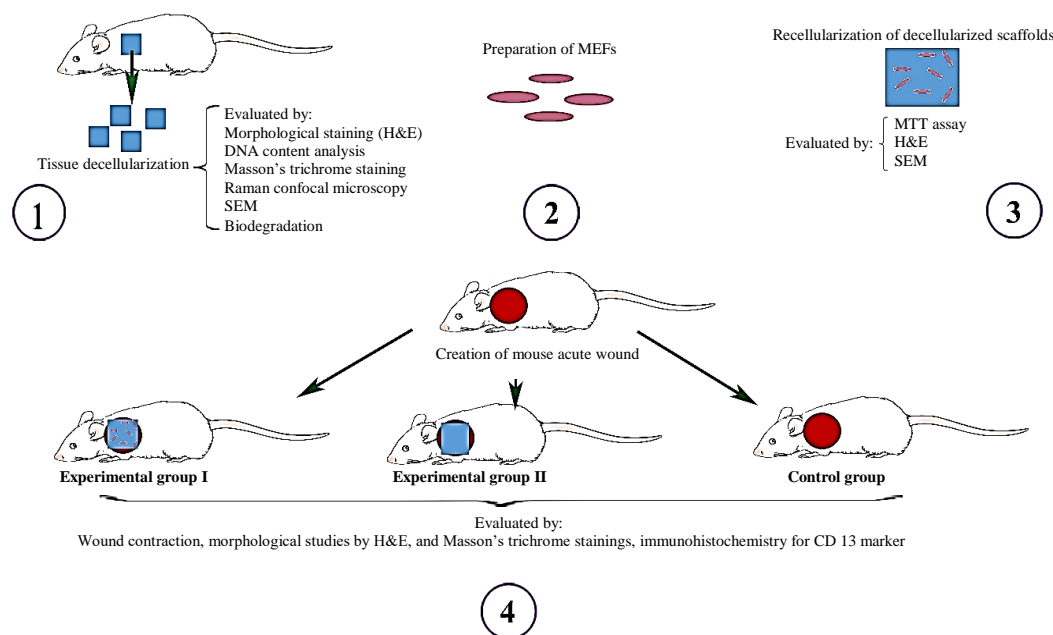 Tissue decellularization
Evaluated by:
Morphological staining (H&E)
DNA content analysis
Masson's trichrome staining
Raman confocal microscopy
SEM
Biodegradation
1
Preparation of MEFs
2
Recellularization of decellularized scaffolds
Evaluated by:
MTT assay
H&E
SEM
3
Creation of mouse acute wound
Experimental group I
Experimental group II
Control group
Evaluated by:
Wound contraction, morphological studies by H&E, and Masson's trichrome stainings, immunohistochemistry for CD 13 marker
4